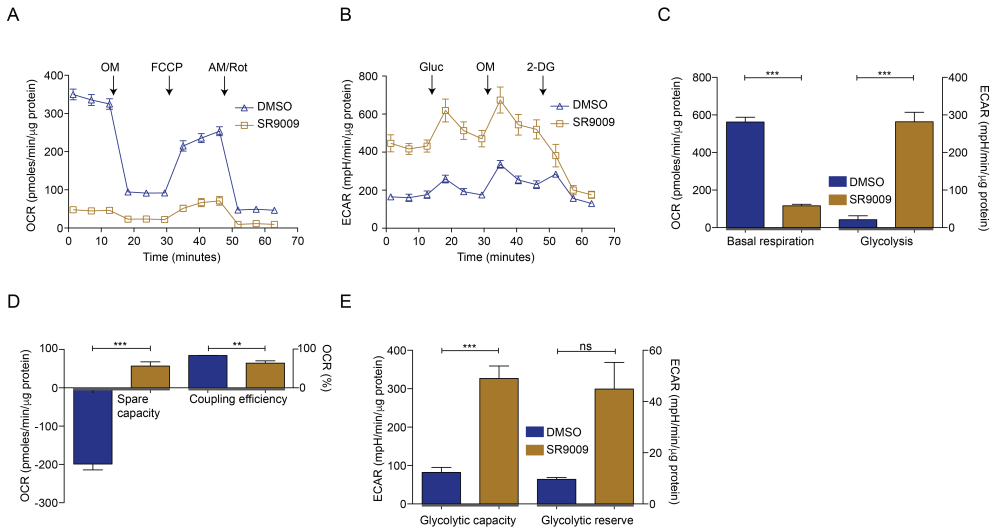 A
OM FCCP AM/Rot
DMSO
SR9009
OCR (pmoles/min/µg protein)
400
300
200
100
0
0 10 20 30 40 50 60 70
Time (minutes)
B
Gluc OM 2-DG
DMSO
SR9009
ECAR (mpH/min/µg protein)
800
600
400
200
0
0 10 20 30 40 50 60 70
Time (minutes)
C
*** ***
OCR (pmoles/min/µg protein)
800
600
400
200
0
DMSO
SR9009
400
300
200
100
0
ECAR (mpH/min/µg protein)
Basal respiration Glycolysis
D
*** **
OCR (pmoles/min/µg protein)
100
0
-100
-200
-300
100
0
OCR (%)
Spare
capacity
Coupling efficiency
E
*** ns
ECAR (mpH/min/µg protein)
400
300
200
100
0
DMSO
SR9009
60
40
20
0
ECAR (mpH/min/µg protein)
Glycolytic capacity Glycolytic reserve